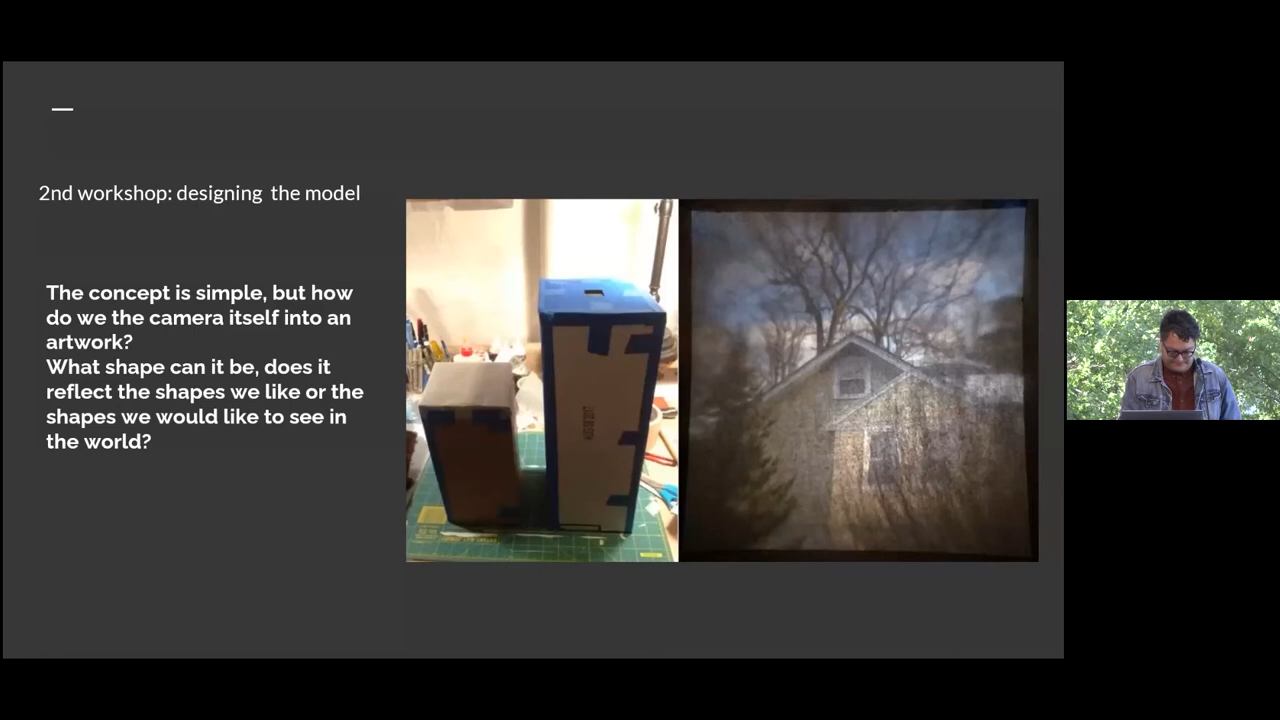 2nd workshop: designing the model
The concept is simple, but how
do we the camera itself into an
artwork?
What shape can it be, does it
reflect the shapes we like or the
shapes we would like to see in
the world?